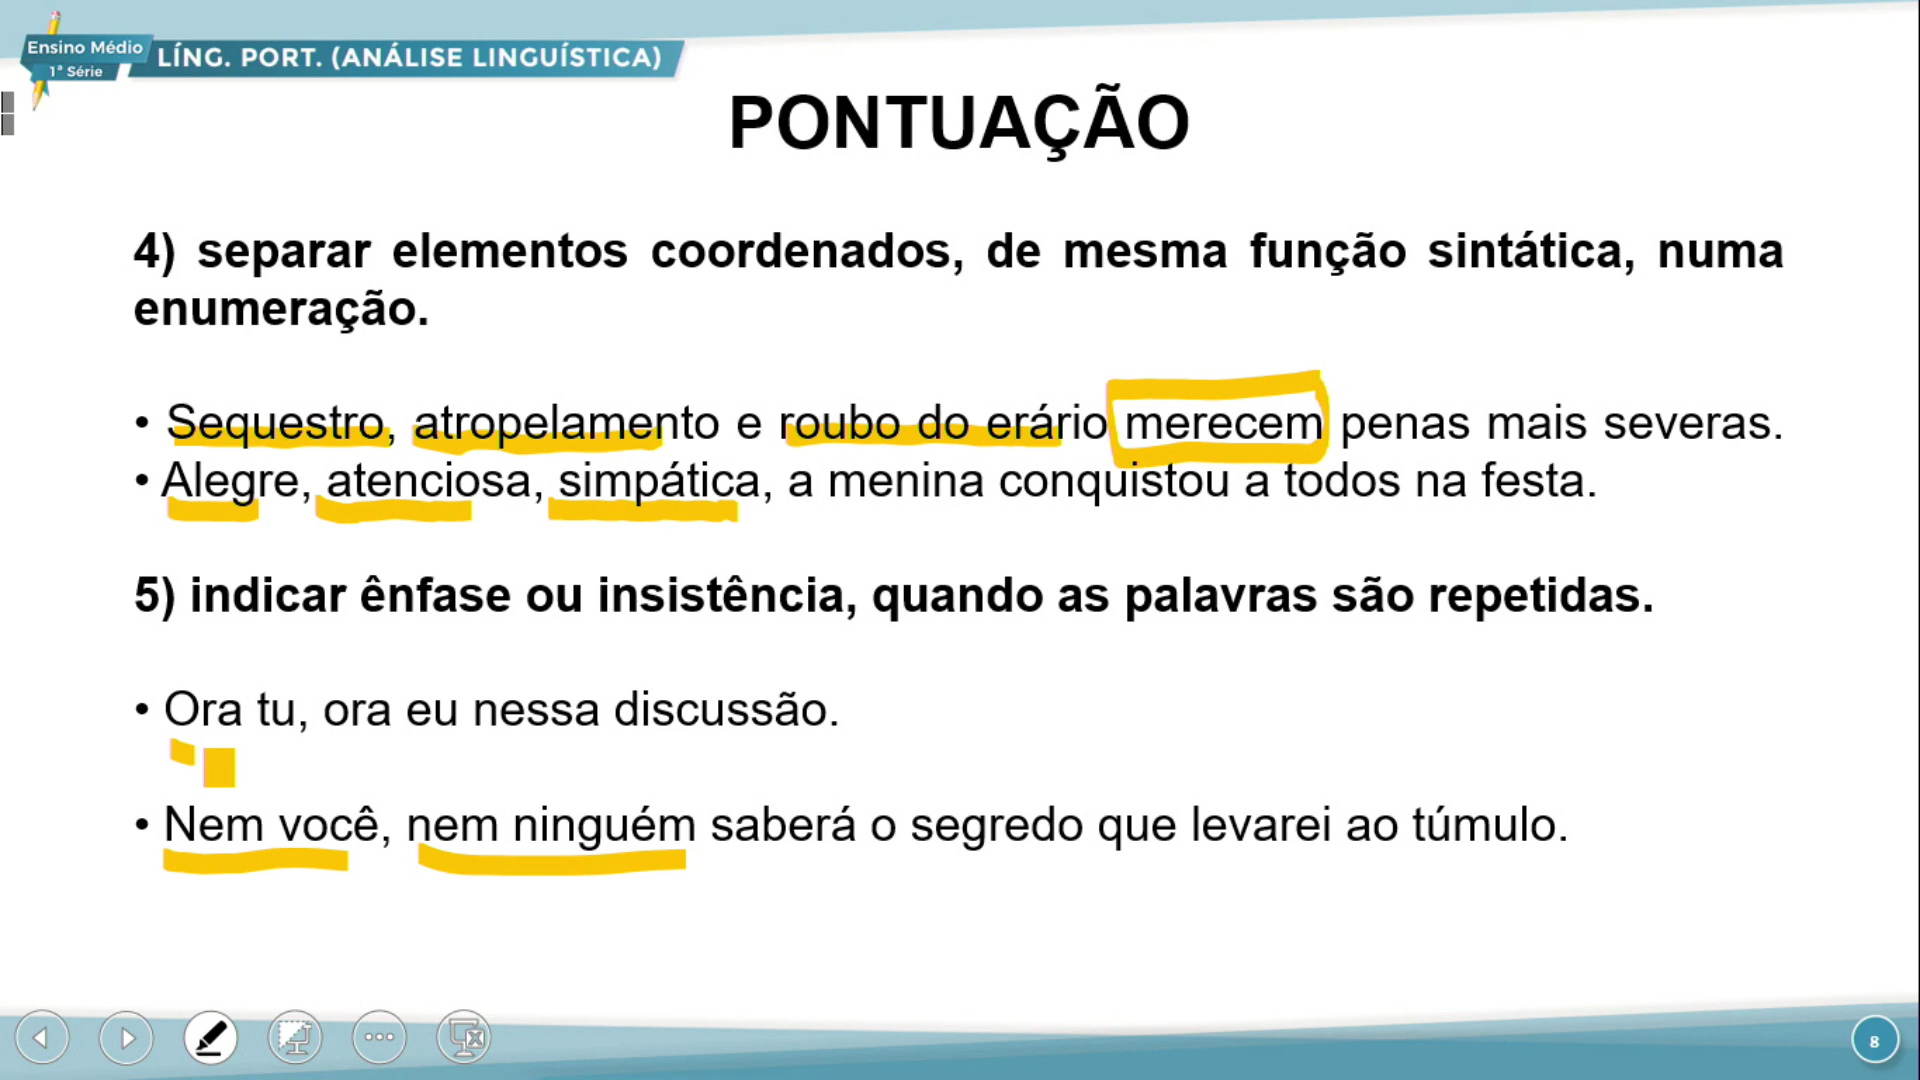 Ensino Médio
1ª Série
LÍNG. PORT. (ANÁLISE LINGUÍSTICA)
PONTUAÇÃO
4) separar elementos coordenados, de mesma função sintática, numa
enumeração.
• Sequestro, atropelamento e roubo do erário merecem penas mais severas.
• Alegre, atenciosa, simpática, a menina conquistou a todos na festa.
5) indicar ênfase ou insistência, quando as palavras são repetidas.
• Ora tu, ora eu nessa discussão.
• Nem você, nem ninguém saberá o segredo que levarei ao túmulo.
8